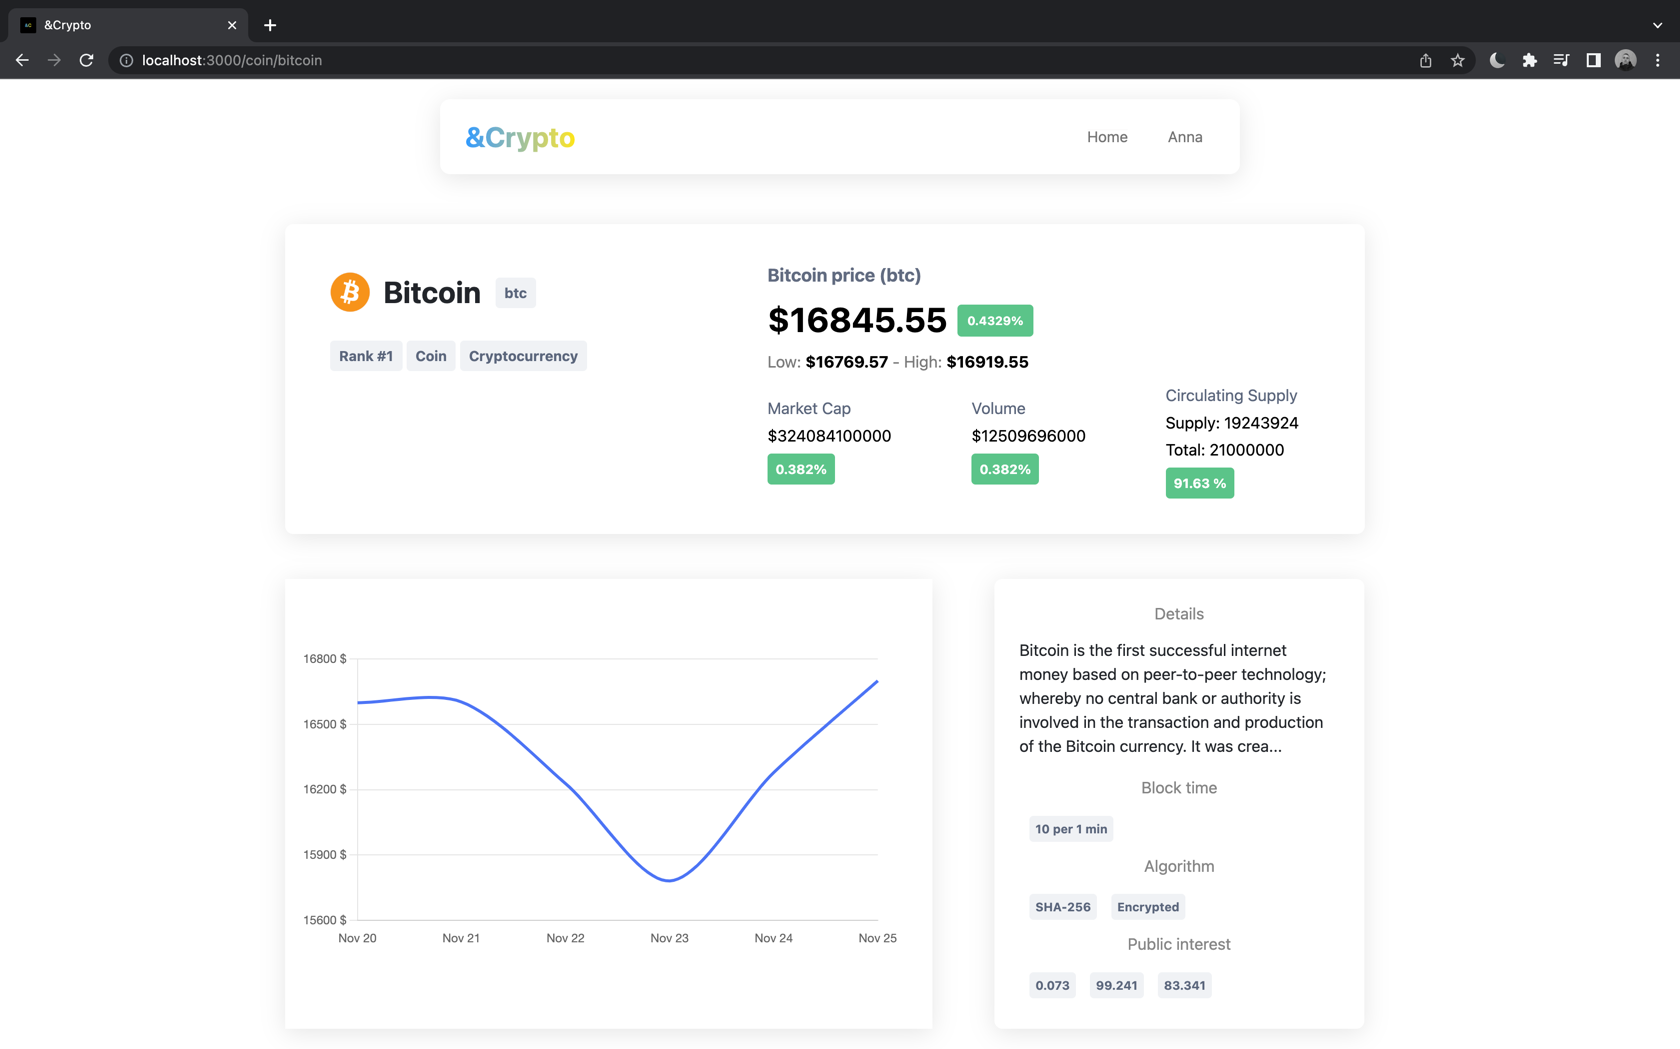 &Crypto
localhost:3000/coin/bitcoin
&Crypto
Home
Anna
Bitcoin btc
Rank #1 Coin Cryptocurrency
Bitcoin price (btc)
$16845.55 0.4329%
Low: $16769.57 - High: $16919.55
Market Cap
$324084100000
0.382%
Volume
$12509696000
0.382%
Circulating Supply
Supply: 19243924
Total: 21000000
91.63 %
16800 $
16500 $
16200 $
15900 $
15600 $
Nov 20 Nov 21 Nov 22 Nov 23 Nov 24 Nov 25
Details
Bitcoin is the first successful internet
money based on peer-to-peer technology;
whereby no central bank or authority is
involved in the transaction and production
of the Bitcoin currency. It was crea...
Block time
10 per 1 min
Algorithm
SHA-256 Encrypted
Public interest
0.073 99.241 83.341